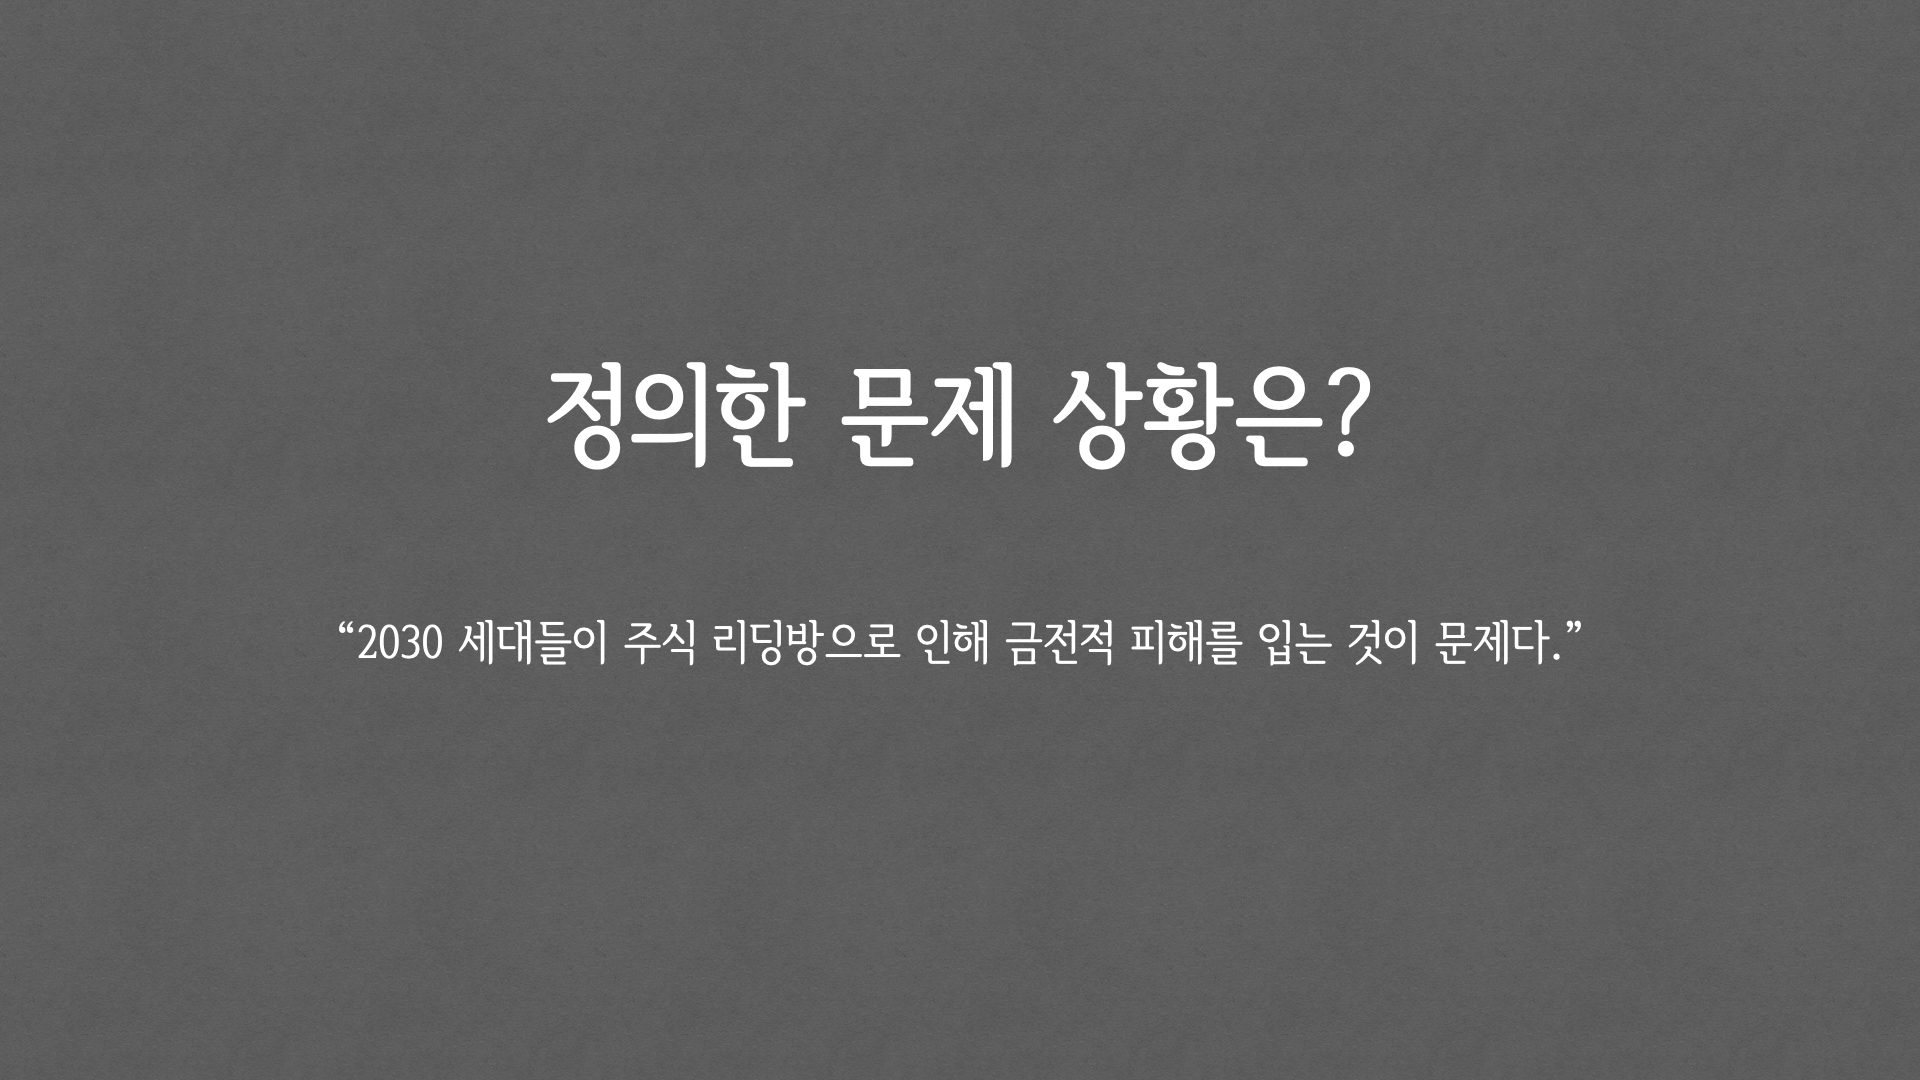 정의한 문제 상황은?
“2030 세대들이 주식 리딩방으로 인해 금전적 피해를 입는 것이 문제다.”